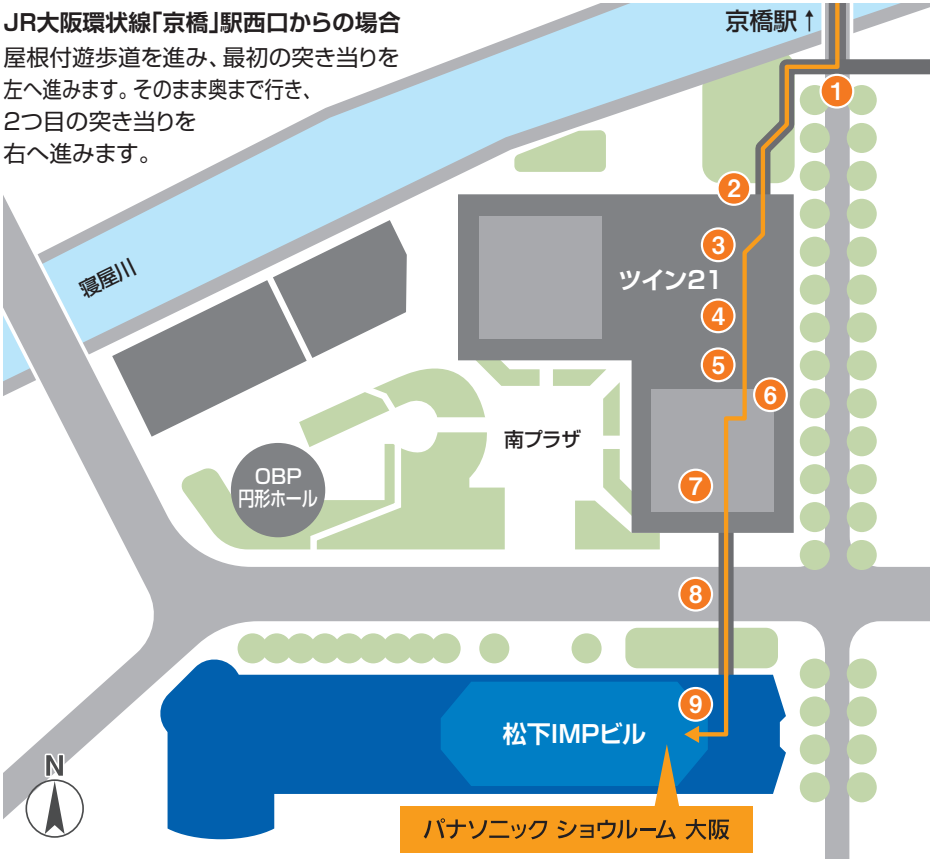 JR大阪環状線「京橋」駅西口からの場合
屋根付遊歩道を進み、最初の突き当りを
左へ進みます。そのまま奥まで行き、
2つ目の突き当りを
右へ進みます。
京橋駅↑
1
2
3
ツイン21
寝屋川
4
5
6
南プラザ
OBP
円形ホール
7
8
9
松下IMPビル
N
パナソニック ショウルーム 大阪